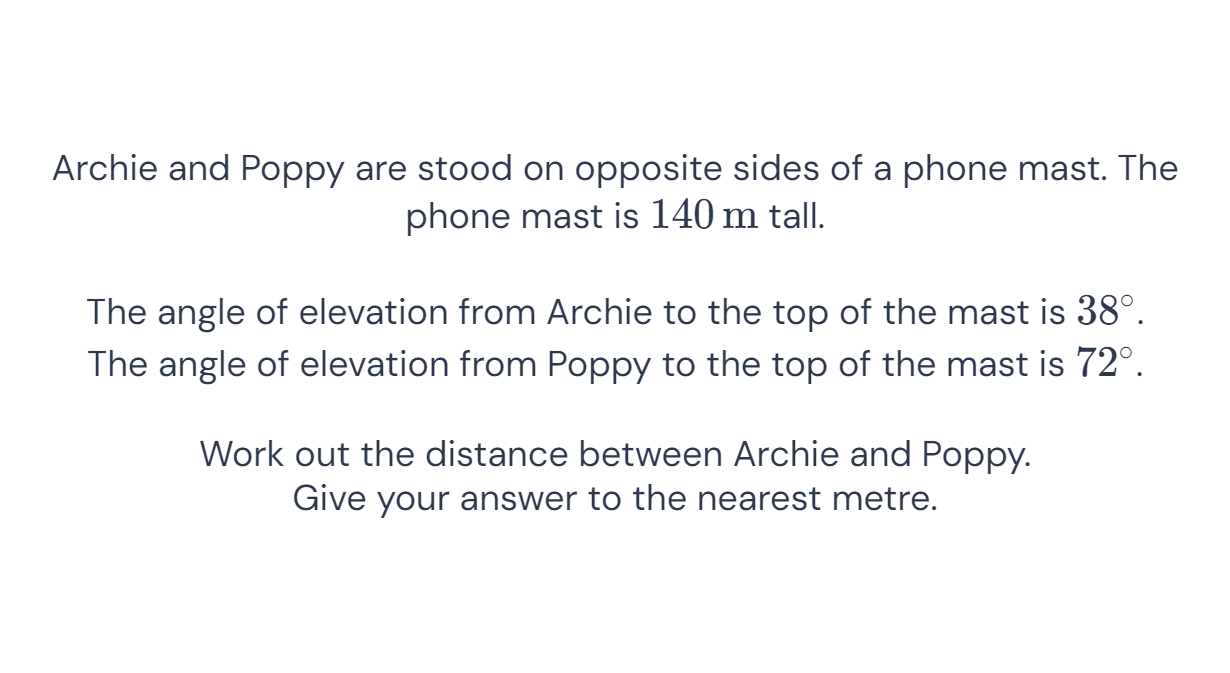 Archie and Poppy are stood on opposite sides of a phone mast. The
phone mast is 140 m tall.
The angle of elevation from Archie to the top of the mast is 38°.
The angle of elevation from Poppy to the top of the mast is 72°.
Work out the distance between Archie and Poppy.
Give your answer to the nearest metre.